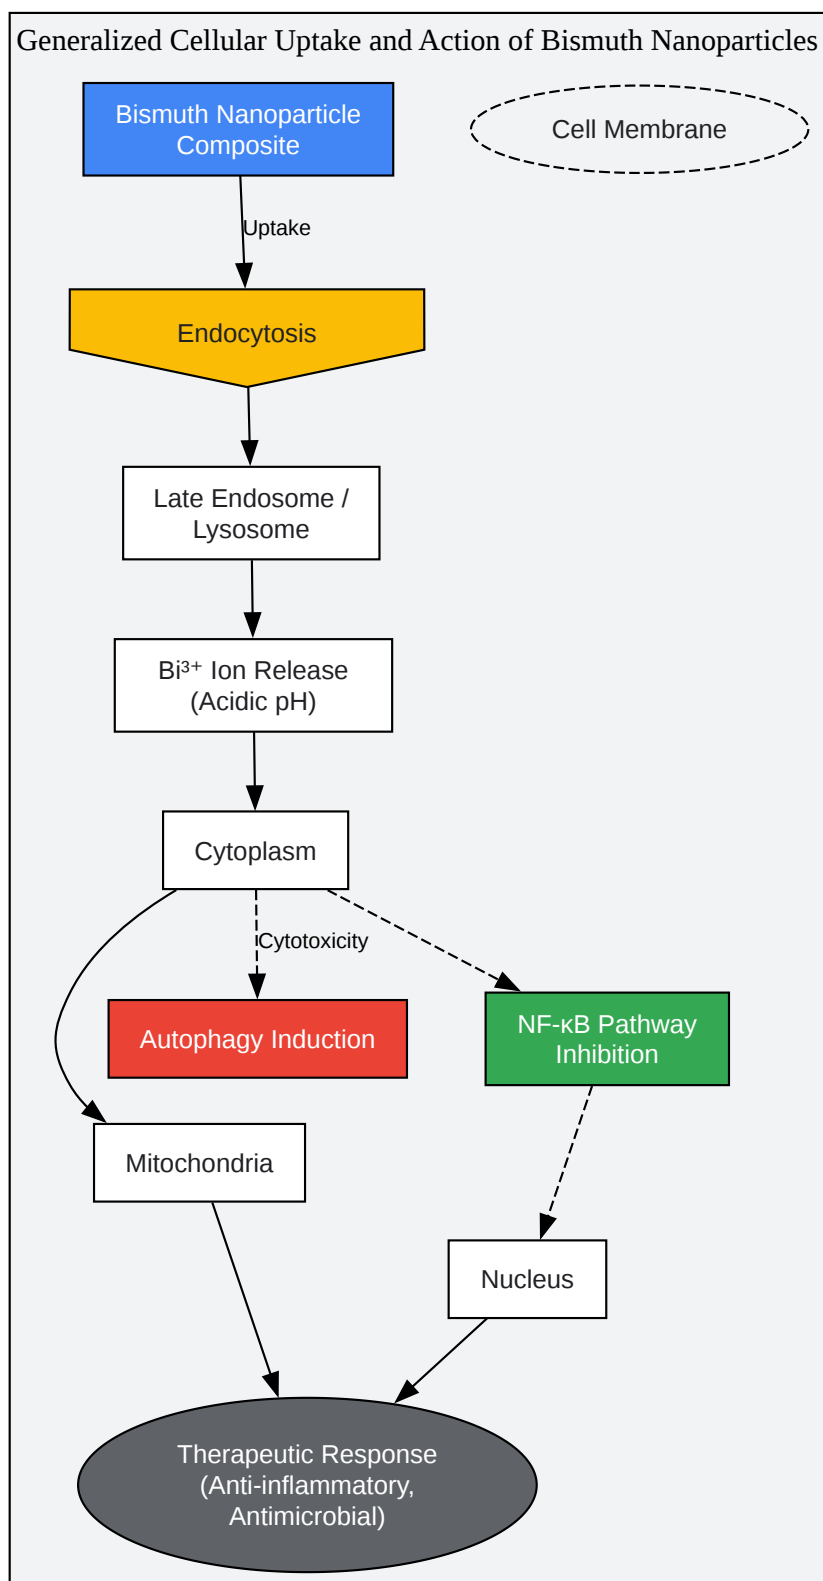 Generalized Cellular Uptake and Action of Bismuth Nanoparticles
Bismuth Nanoparticle
Composite
Cell Membrane
Uptake
Endocytosis
Late Endosome /
Lysosome
Bi³⁺ Ion Release
(Acidic pH)
Cytoplasm
Cytotoxicity
Autophagy Induction
NF-κB Pathway
Inhibition
Mitochondria
Nucleus
Therapeutic Response
(Anti-inflammatory,
Antimicrobial)